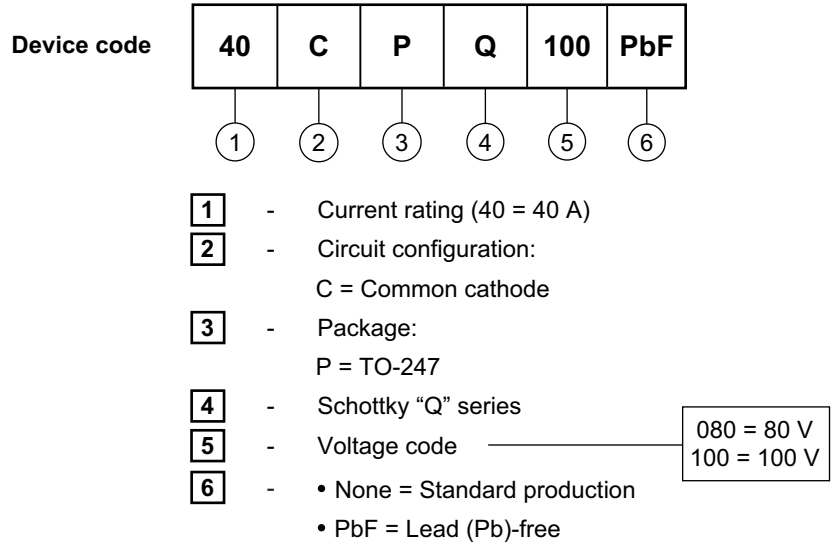 Device code 40 C P Q 100 PbF
1 2 3 4 5 6
1 - Current rating (40 = 40 A)
2 - Circuit configuration:
C = Common cathode
3 - Package:
P = TO-247
4 - Schottky “Q” series
5 - Voltage code
080 = 80 V
100 = 100 V
6 - • None = Standard production
• PbF = Lead (Pb)-free